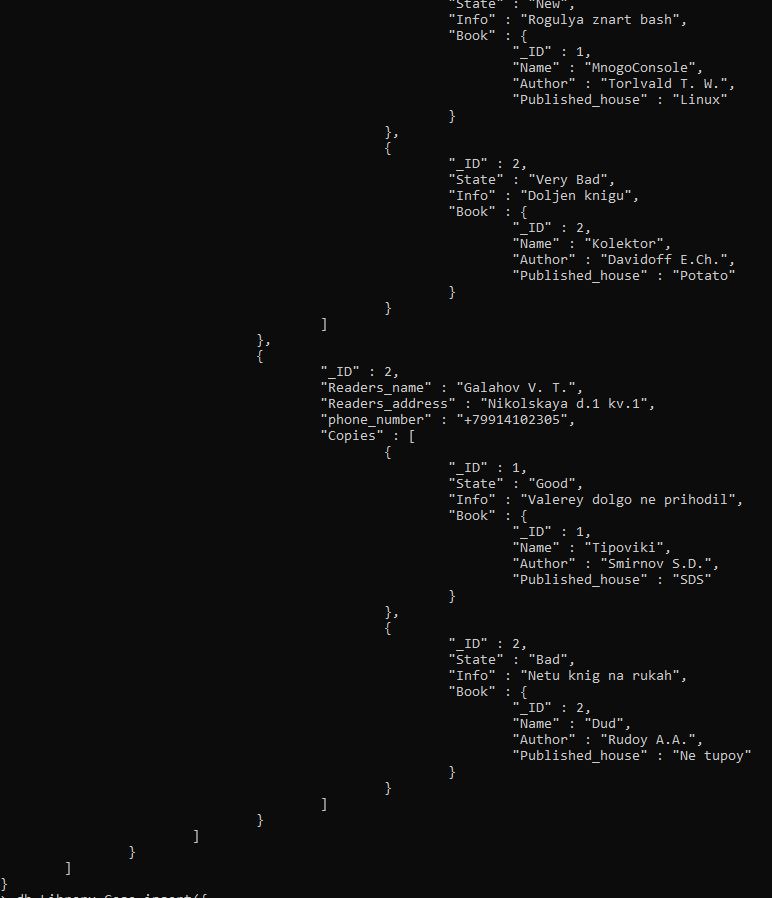 "State" : "New",
"Info" : "Rogulya znart bash",
"Book" : {
"_ID" : 1,
"Name" : "MnogoConsole",
"Author" : "Torlvald T. W.",
"Published_house" : "Linux"
}
},
{
"_ID" : 2,
"State" : "Very Bad",
"Info" : "Doljen knigu",
"Book" : {
"_ID" : 2,
"Name" : "Kolektor",
"Author" : "Davidoff E.Ch.",
"Published_house" : "Potato"
}
}
]
},
{
"_ID" : 2,
"Readers_name" : "Galahov V. T.",
"Readers_address" : "Nikolskaya d.1 kv.1",
"phone_number" : "+79914102305",
"Copies" : [
{
"_ID" : 1,
"State" : "Good",
"Info" : "Valerey dolgo ne prihodil",
"Book" : {
"_ID" : 1,
"Name" : "Tipoviki",
"Author" : "Smirnov S.D.",
"Published_house" : "SDS"
}
},
{
"_ID" : 2,
"State" : "Bad",
"Info" : "Netu knig na rukah",
"Book" : {
"_ID" : 2,
"Name" : "Dud",
"Author" : "Rudoy A.A.",
"Published_house" : "Ne tupoy"
}
}
]
}
]
}
]
}
> db.Library_Case.insert({